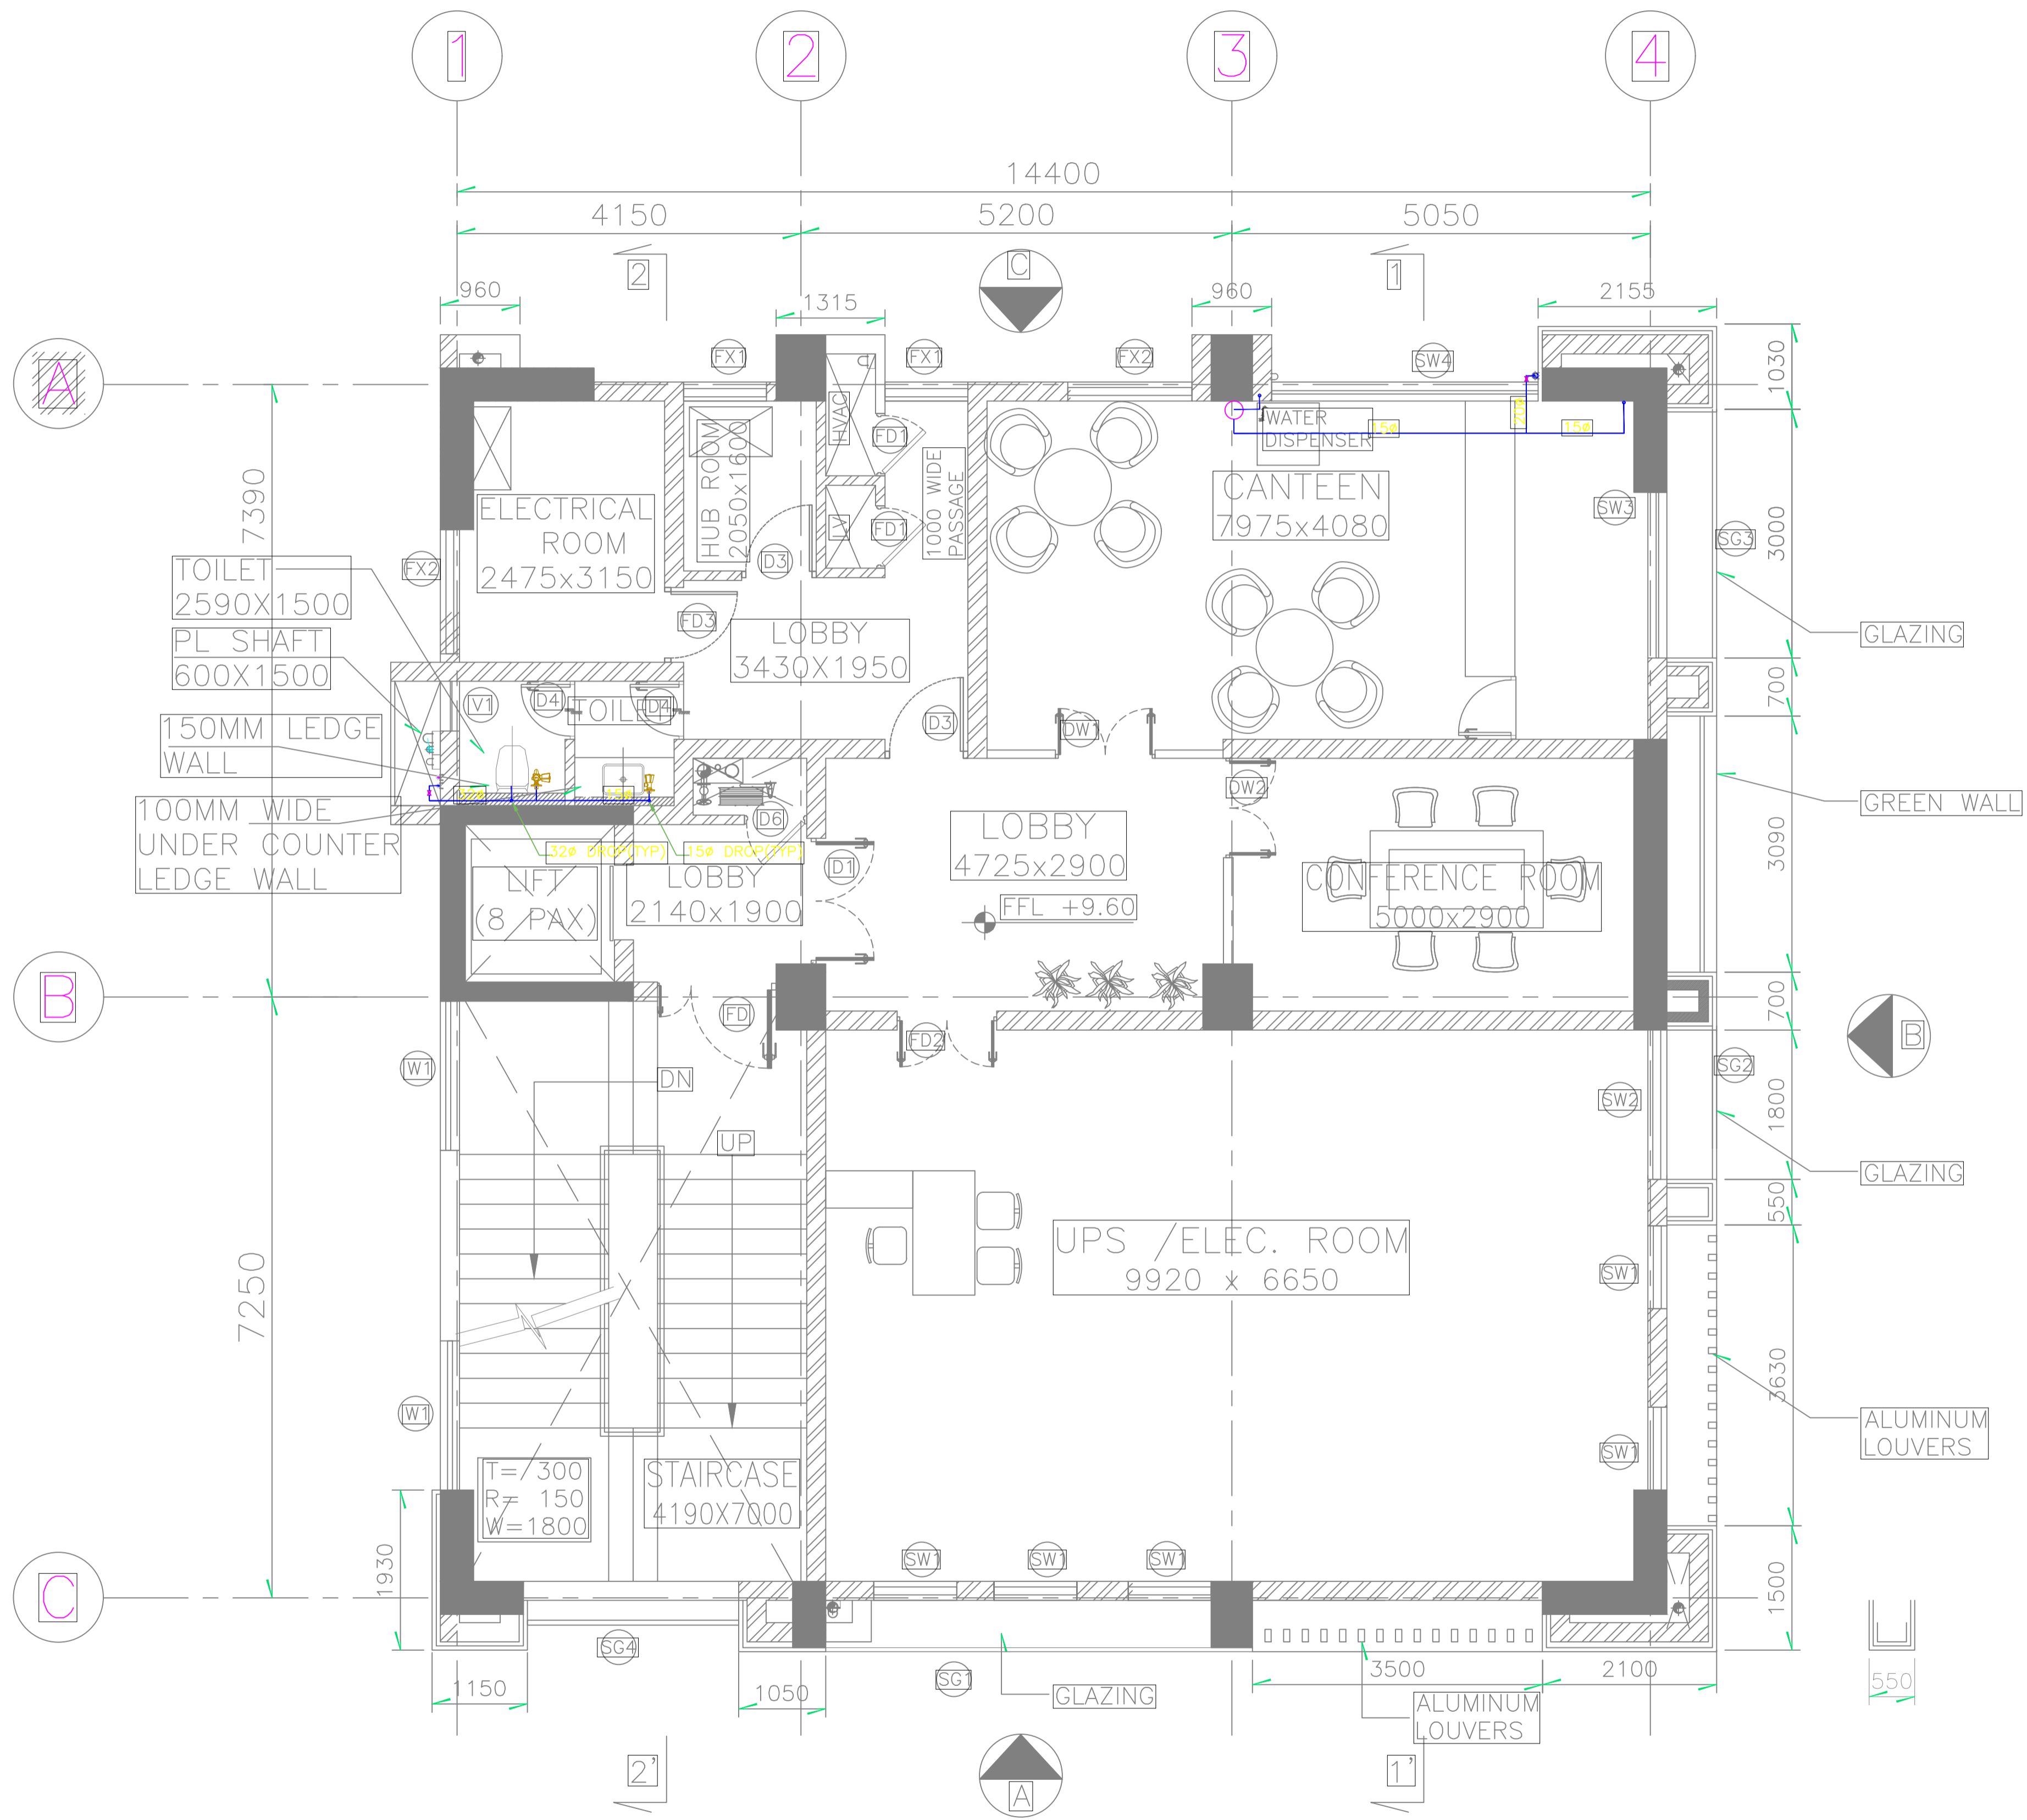 1
2
3
4
14400
4150
5200
5050
2
C
1
960
1315
960
2155
FX1
FX1
FX2
SW4
A
1030
HVAC
FD1
WATER
DISPENSER
15ø
20ø
15ø
7390
ELECTRICAL
ROOM
2475x3150
HUB ROOM
2050x1600
LV
FD1
1000 WIDE
PASSAGE
CANTEEN
7975x4080
SW3
SG3
3000
FX2
D3
TOILET
2590X1500
FD3
LOBBY
3430X1950
GLAZING
PL SHAFT
600X1500
V1
D4
TOILET
D4
D3
DW1
700
150MM LEDGE
WALL
DW2
GREEN WALL
100MM WIDE
UNDER COUNTER
LEDGE WALL
15ø
D6
LOBBY
4725x2900
3090
32ø DROP(TYP)
15ø DROP(TYP)
D1
LIFT
(8 PAX)
LOBBY
2140x1900
CONFERENCE ROOM
5000x2900
FFL +9.60
B
700
FD
FD2
B
W1
DN
SW2
SG2
1800
UP
GLAZING
550
7250
UPS /ELEC. ROOM
9920 x 6650
SW1
3630
W1
SW1
ALUMINUM
LOUVERS
T= 300
R= 150
W=1800
STAIRCASE
4190X7000
1930
SW1
SW1
SW1
C
1500
SG4
SG1
1150
1050
GLAZING
3500
2100
550
ALUMINUM
LOUVERS
2'
A
1'